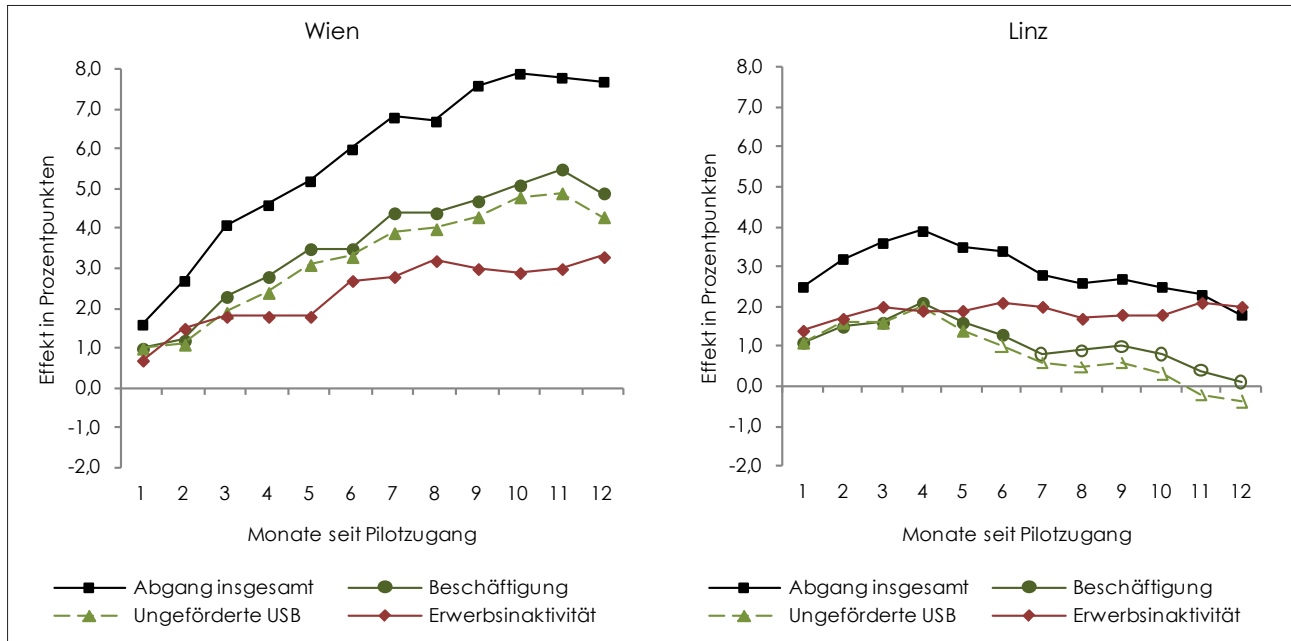 Wien
8,0
7,0
6,0
5,0
4,0
3,0
2,0
1,0
0,0
-1,0
-2,0
Effekt in Prozentpunkten
1 2 3 4 5 6 7 8 9 10 11 12
Monate seit Pilotzugang
Abgang insgesamt Beschäftigung
Ungeförderte USB Erwerbsinaktivität
Linz
8,0
7,0
6,0
5,0
4,0
3,0
2,0
1,0
0,0
-1,0
-2,0
Effekt in Prozentpunkten
1 2 3 4 5 6 7 8 9 10 11 12
Monate seit Pilotzugang
Abgang insgesamt Beschäftigung
Ungeförderte USB Erwerbsinaktivität